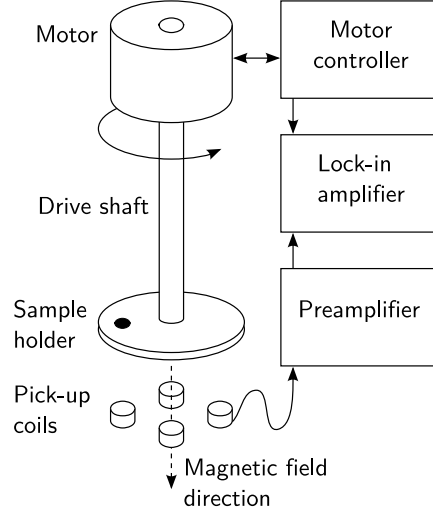 Motor
Motor
controller
Lock-in
amplifier
Drive shaft
Sample
holder
Preamplifier
Pick-up
coils
Magnetic field
direction